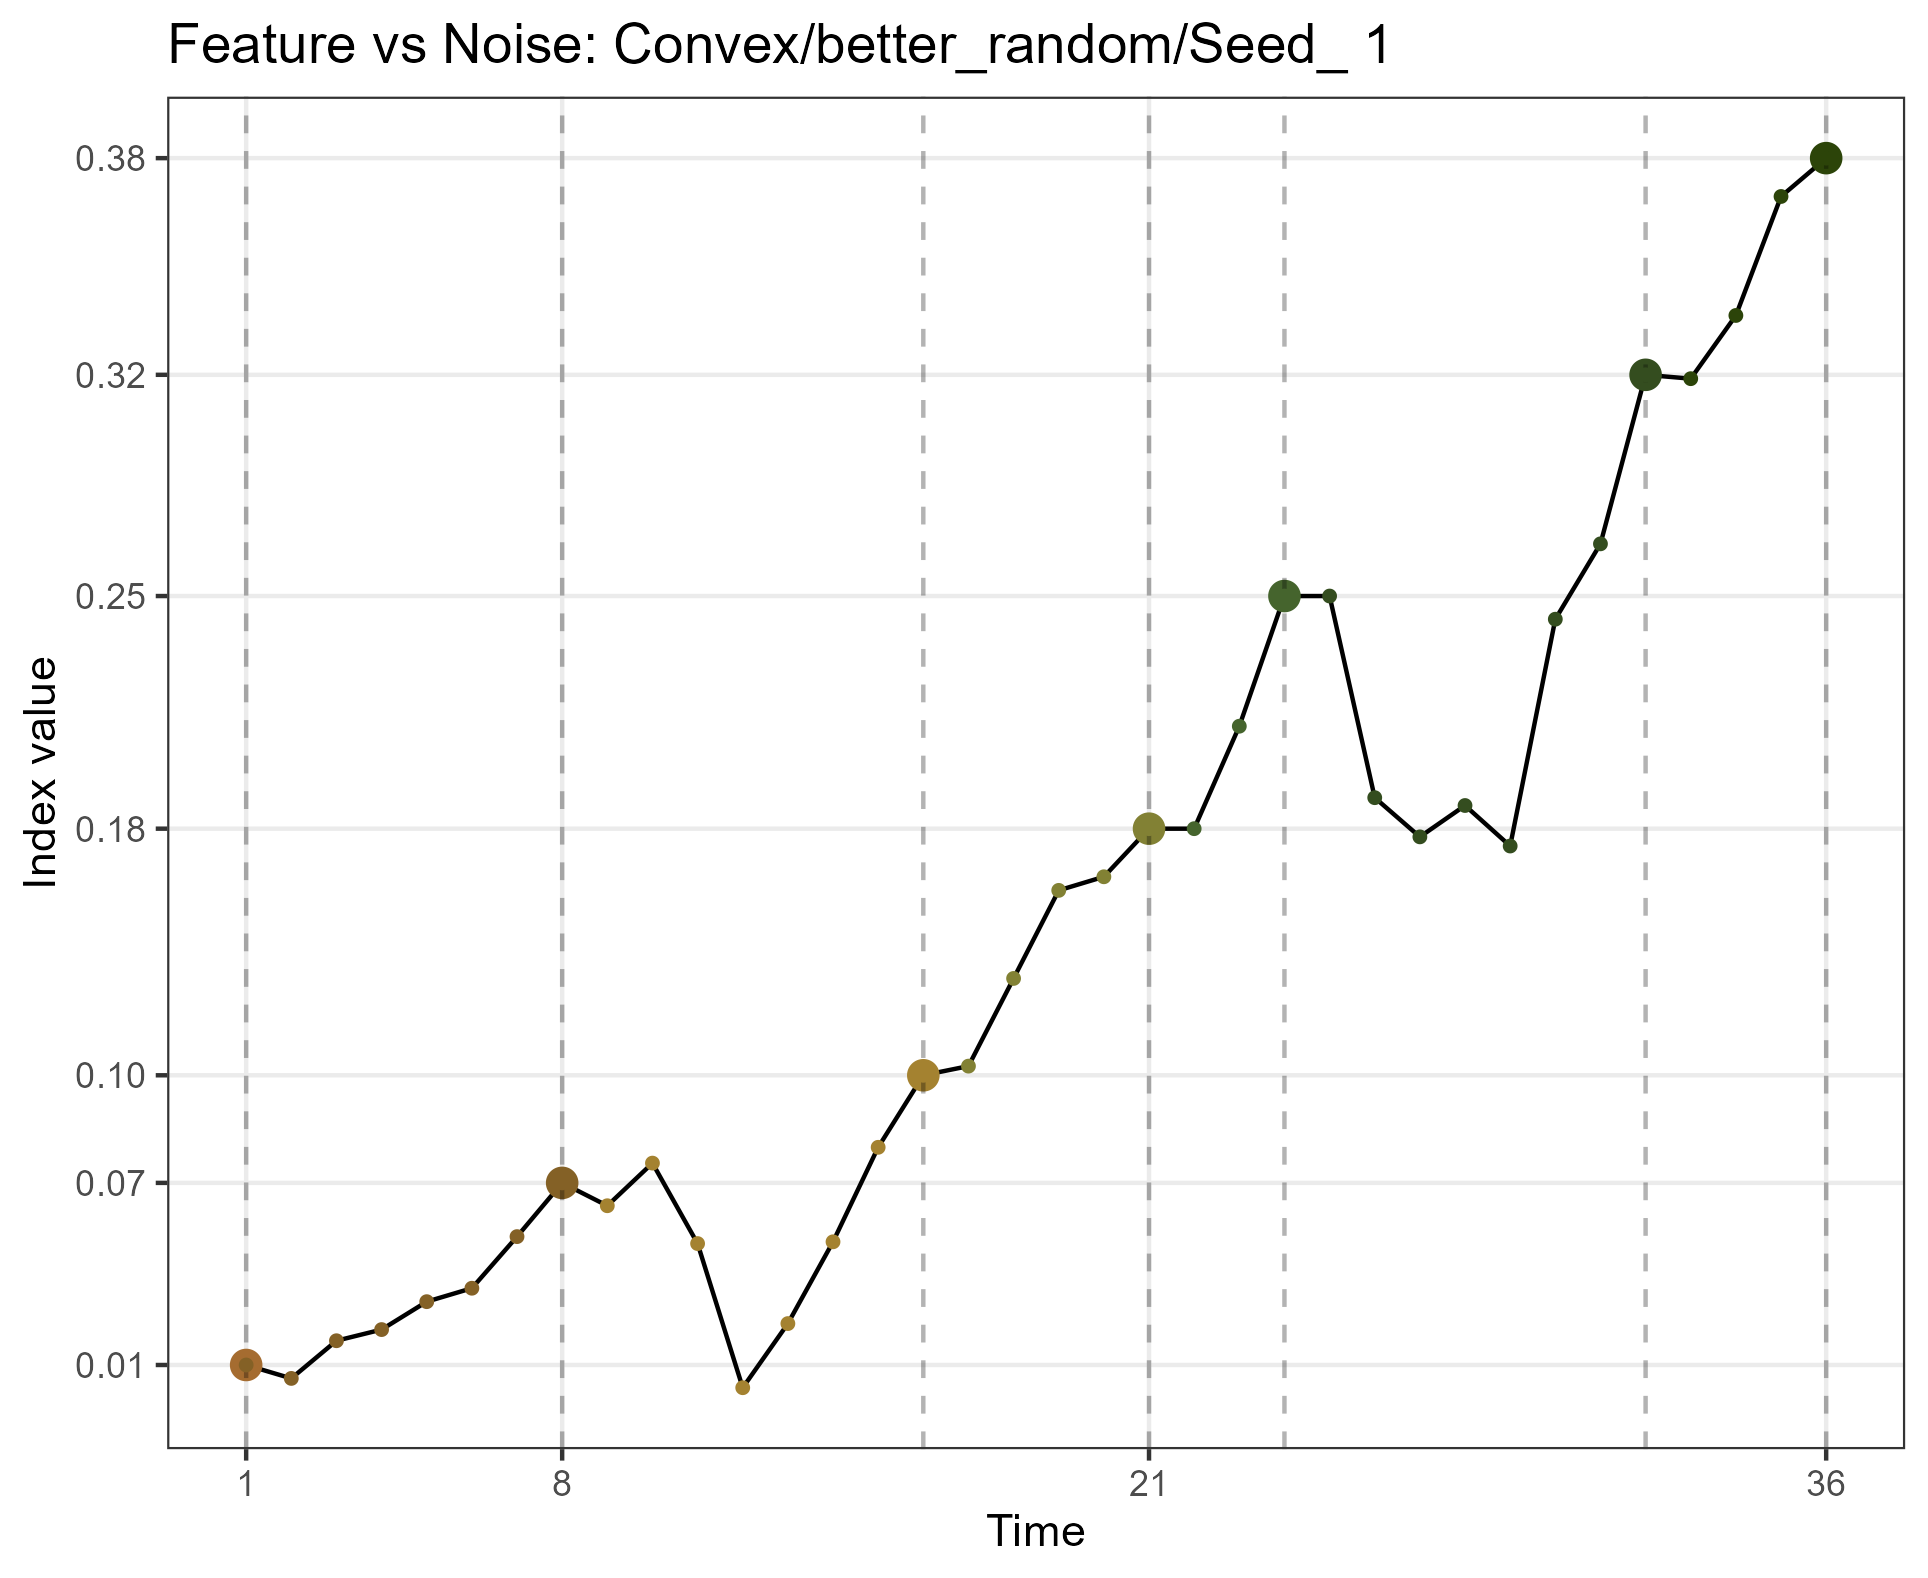 Feature vs Noise: Convex/better_random/Seed_ 1
0.38
0.32
0.25
0.18
0.10
0.07
0.01
Index value
1 8 21 36
Time